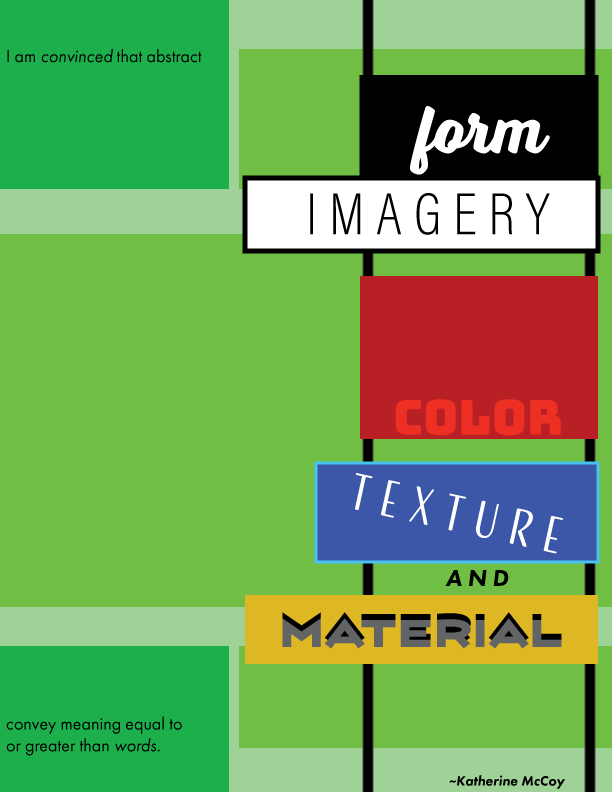 I am convinced that abstract
form
IMAGERY
COLOR
TEXTURE
AND
MATERIAL
convey meaning equal to
or greater than words.
~Katherine McCoy